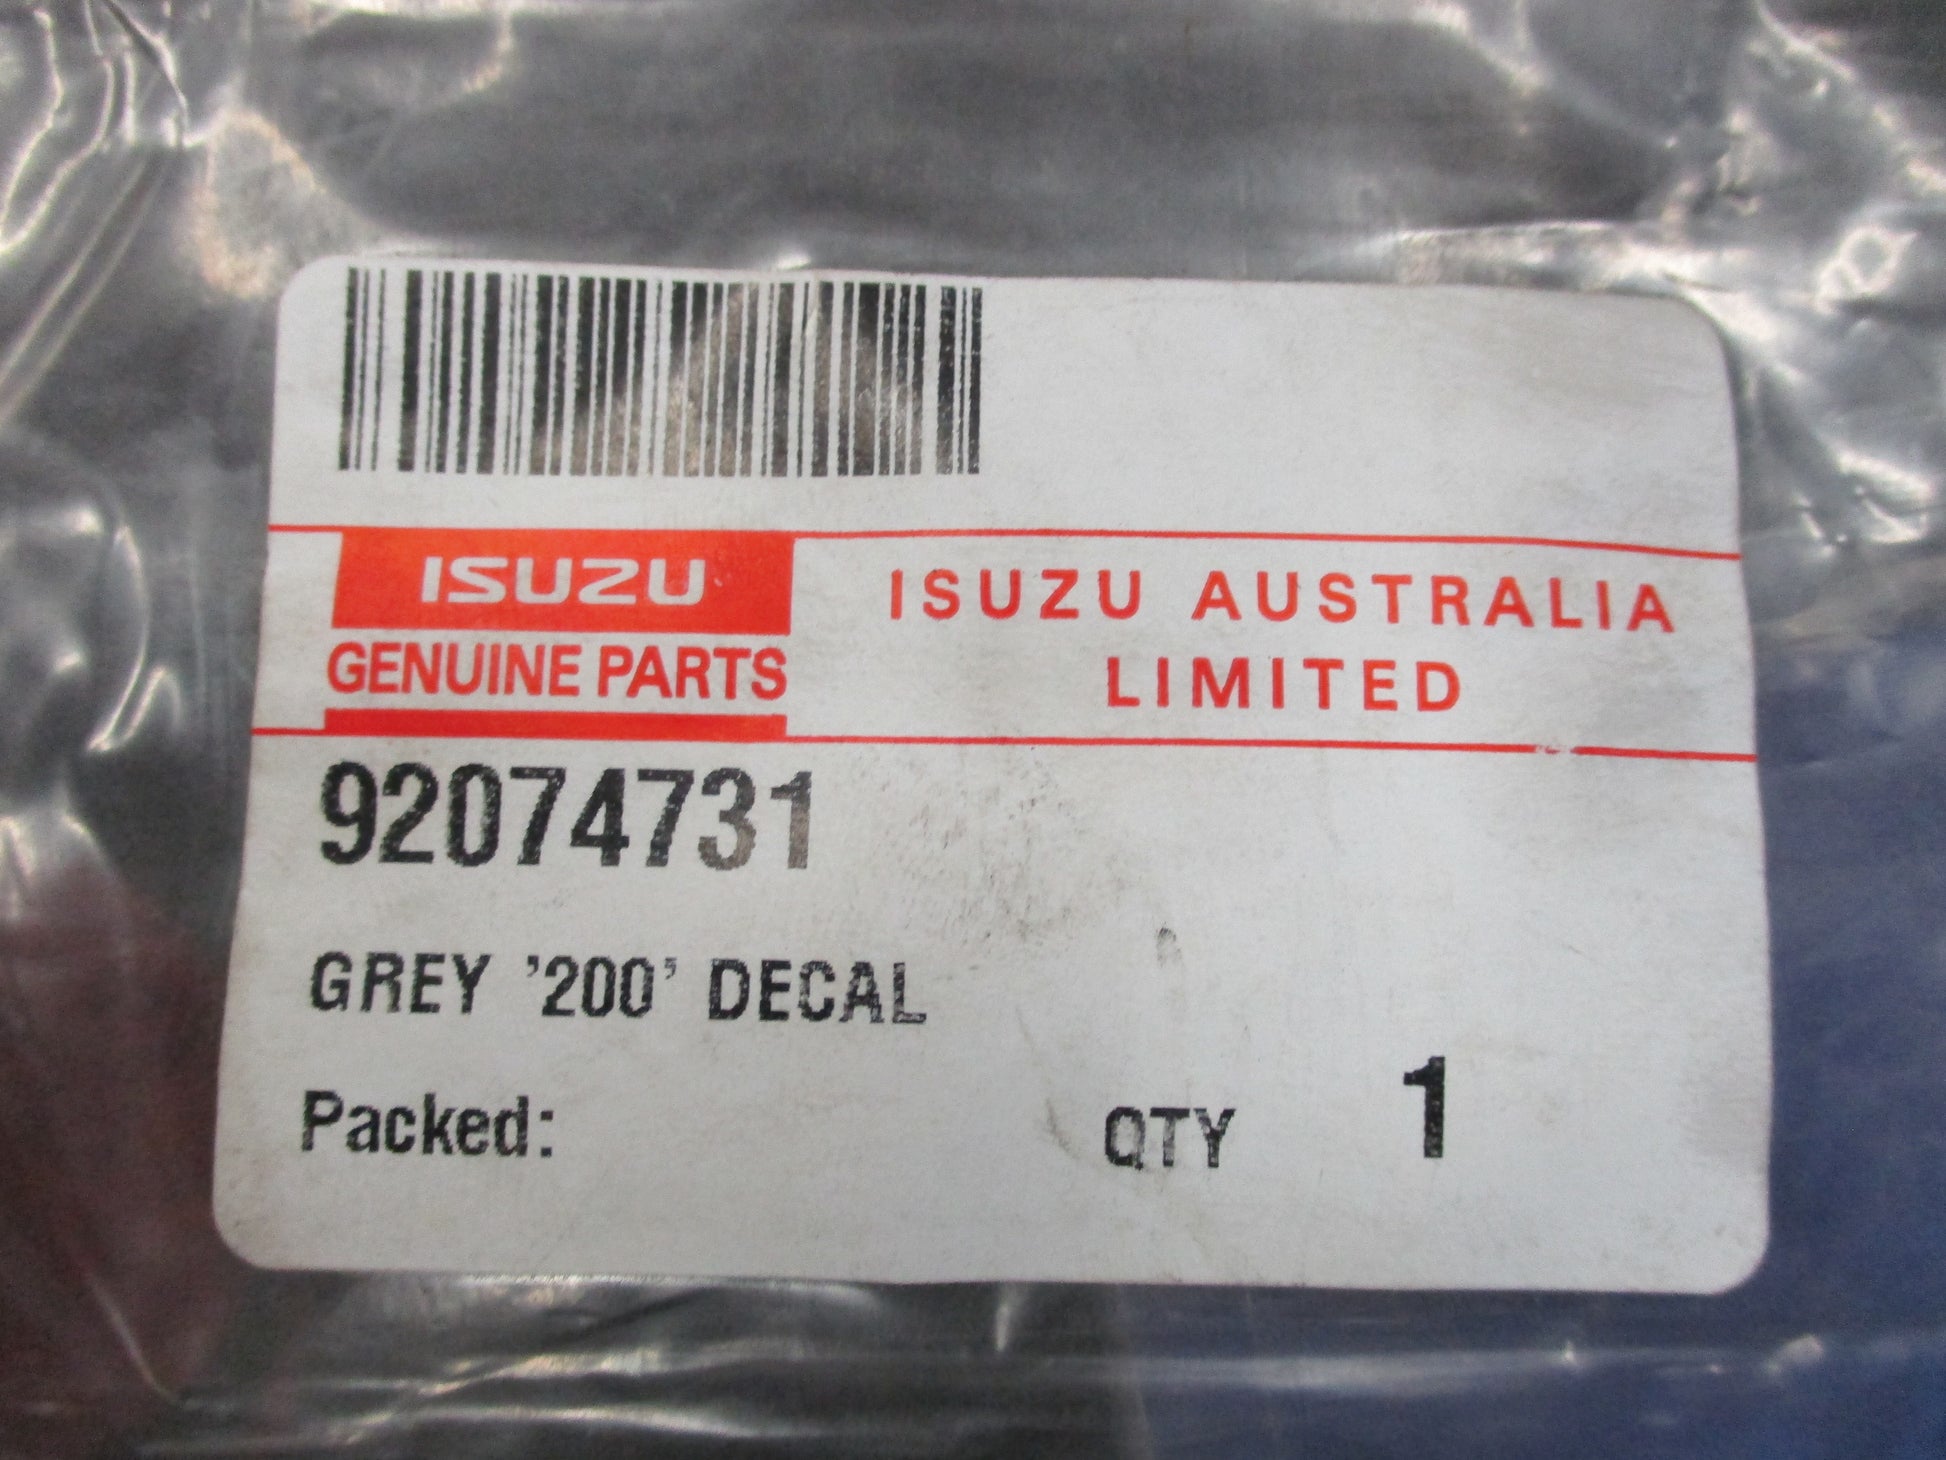 ISUZU
GENUINE PARTS
ISUZU AUSTRALIA
LIMITED
92074731
GREY '200' DECAL
Packed:
QTY 1